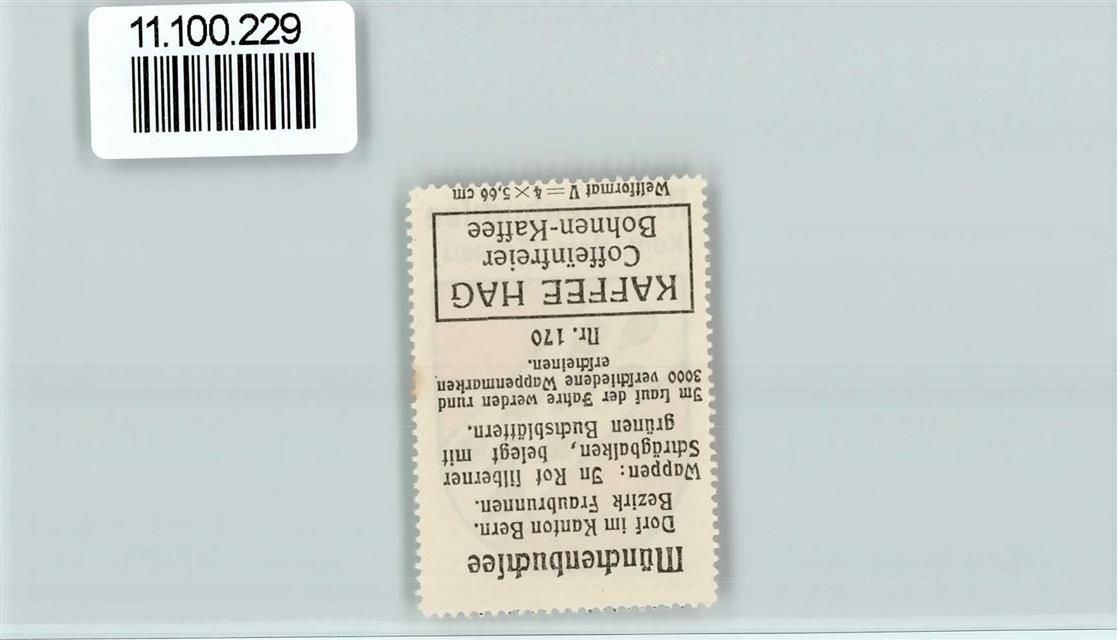 11.100.229
Münchenbuchsee
Dorf im Kanton Bern.
Bezirk Fraubrunnen.
Wappen: In Rot silberner
Schrägbalken, belegt mit
grünen Buchsblättern.
Im Lauf der Jahre werden rund
3000 verschiedene Wappenmarken
erscheinen.
Nr. 170
KAFFEE HAG
Coffeïnfreier
Bohnen-Kaffee
Weltformat V = 4 × 5,66 cm